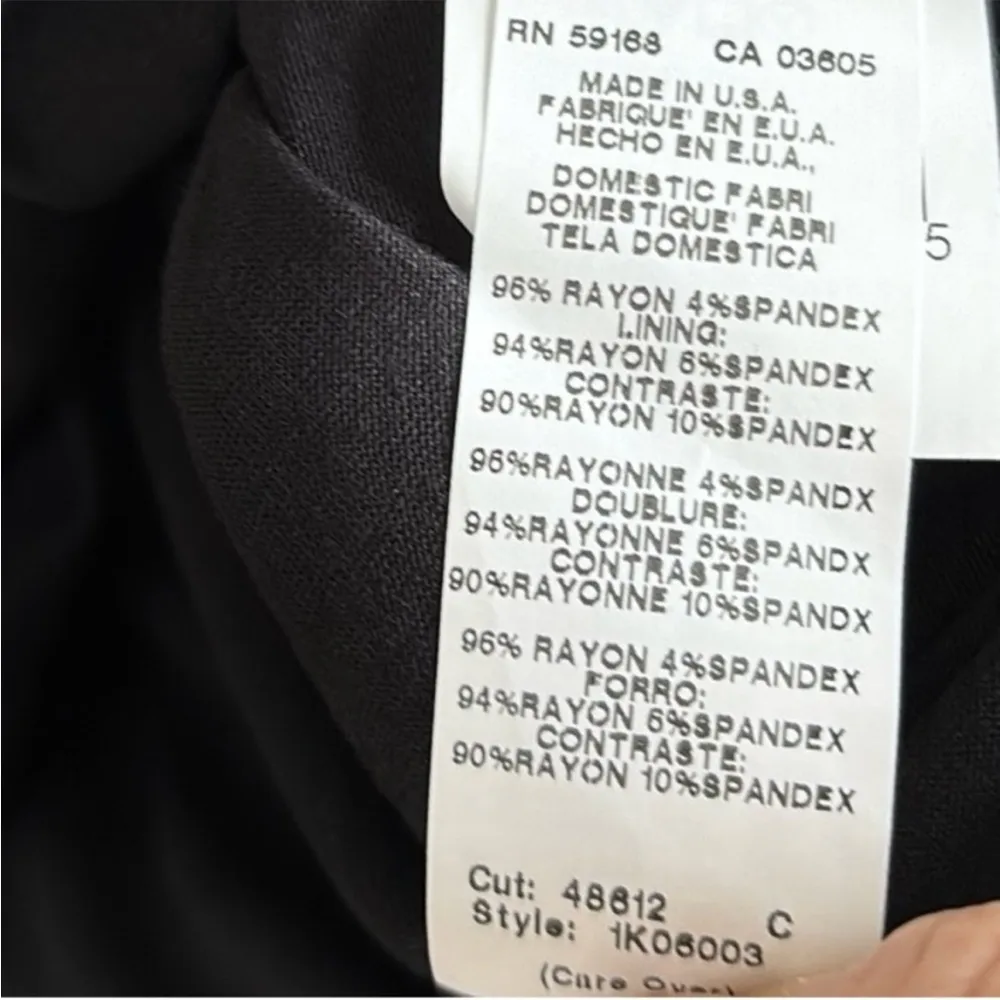 RN 59168 CA 03605
MADE IN U.S.A.
FABRIQUE' EN E.U.A.
HECHO EN E.U.A.,
DOMESTIC FABRI
DOMESTIQUE' FABRI
TELA DOMESTICA
96% RAYON 4%SPANDEX
LINING:
94%RAYON 6%SPANDEX
CONTRASTE:
90%RAYON 10%SPANDEX
96%RAYONNE 4%SPANDX
DOUBLURE:
94%RAYONNE 6%SPANDX
CONTRASTE:
90%RAYONNE 10%SPANDX
96% RAYON 4%SPANDEX
FORRO:
94%RAYON 6%SPANDEX
CONTRASTE:
90%RAYON 10%SPANDEX
Cut: 48612 C
Style: 1K06003
(Care Over)
5